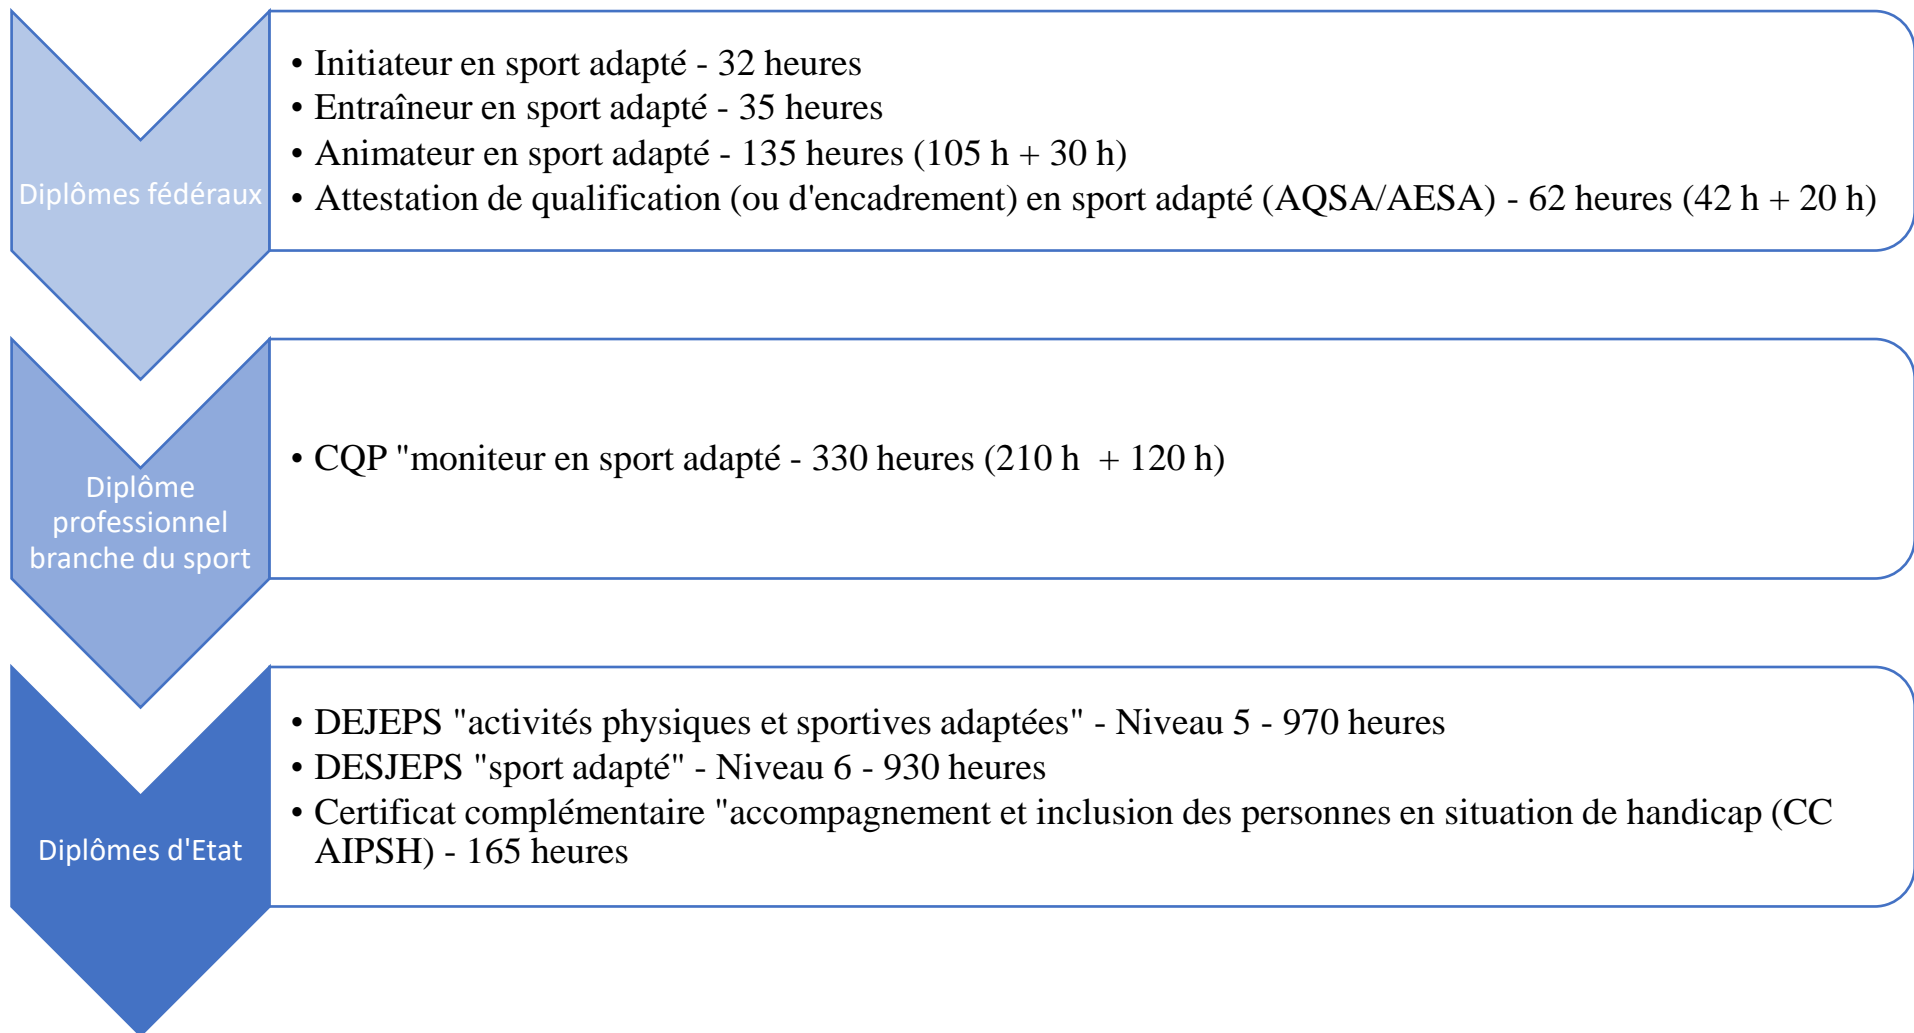 Diplômes fédéraux
• Initiateur en sport adapté - 32 heures
• Entraîneur en sport adapté - 35 heures
• Animateur en sport adapté - 135 heures (105 h + 30 h)
• Attestation de qualification (ou d'encadrement) en sport adapté (AQSA/AESA) - 62 heures (42 h + 20 h)
Diplôme
professionnel
branche du sport
• CQP "moniteur en sport adapté - 330 heures (210 h  + 120 h)
Diplômes d'Etat
• DEJEPS "activités physiques et sportives adaptées" - Niveau 5 - 970 heures
• DESJEPS "sport adapté" - Niveau 6 - 930 heures
• Certificat complémentaire "accompagnement et inclusion des personnes en situation de handicap (CC
AIPSH) - 165 heures